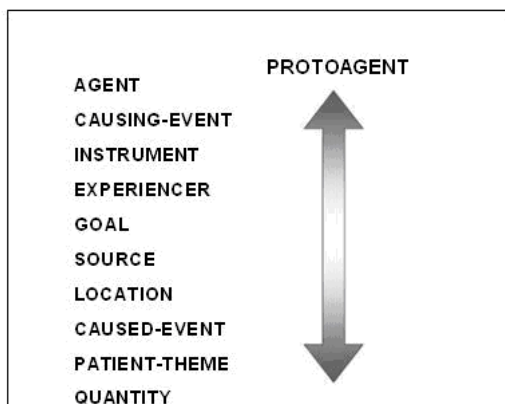 PROTOAGENT
AGENT
CAUSING-EVENT
INSTRUMENT
EXPERIENCER
GOAL
SOURCE
LOCATION
CAUSED-EVENT
PATIENT-THEME
QUANTITY